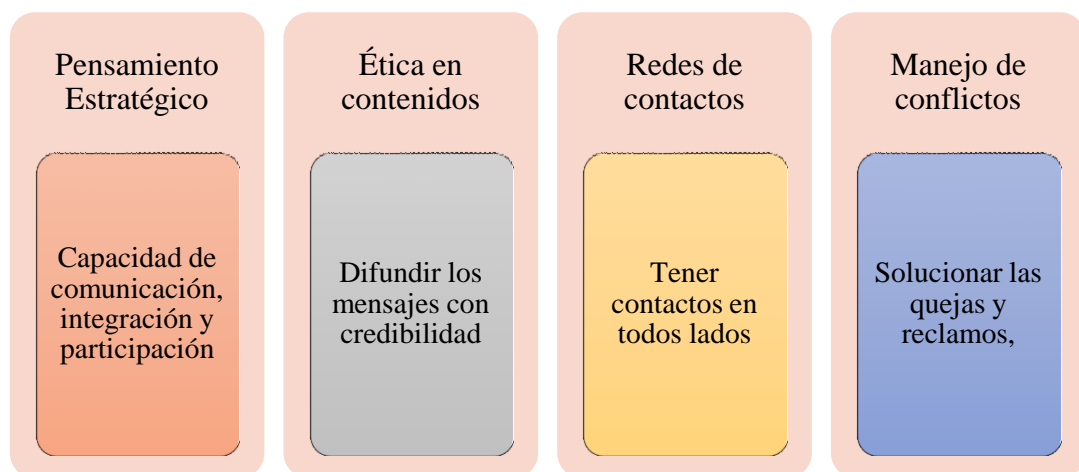 Pensamiento
Estratégico
Capacidad de
comunicación,
integración y
participación
Ética en
contenidos
Difundir los
mensajes con
credibilidad
Redes de
contactos
Tener
contactos en
todos lados
Manejo de
conflictos
Solucionar las
quejas y
reclamos,